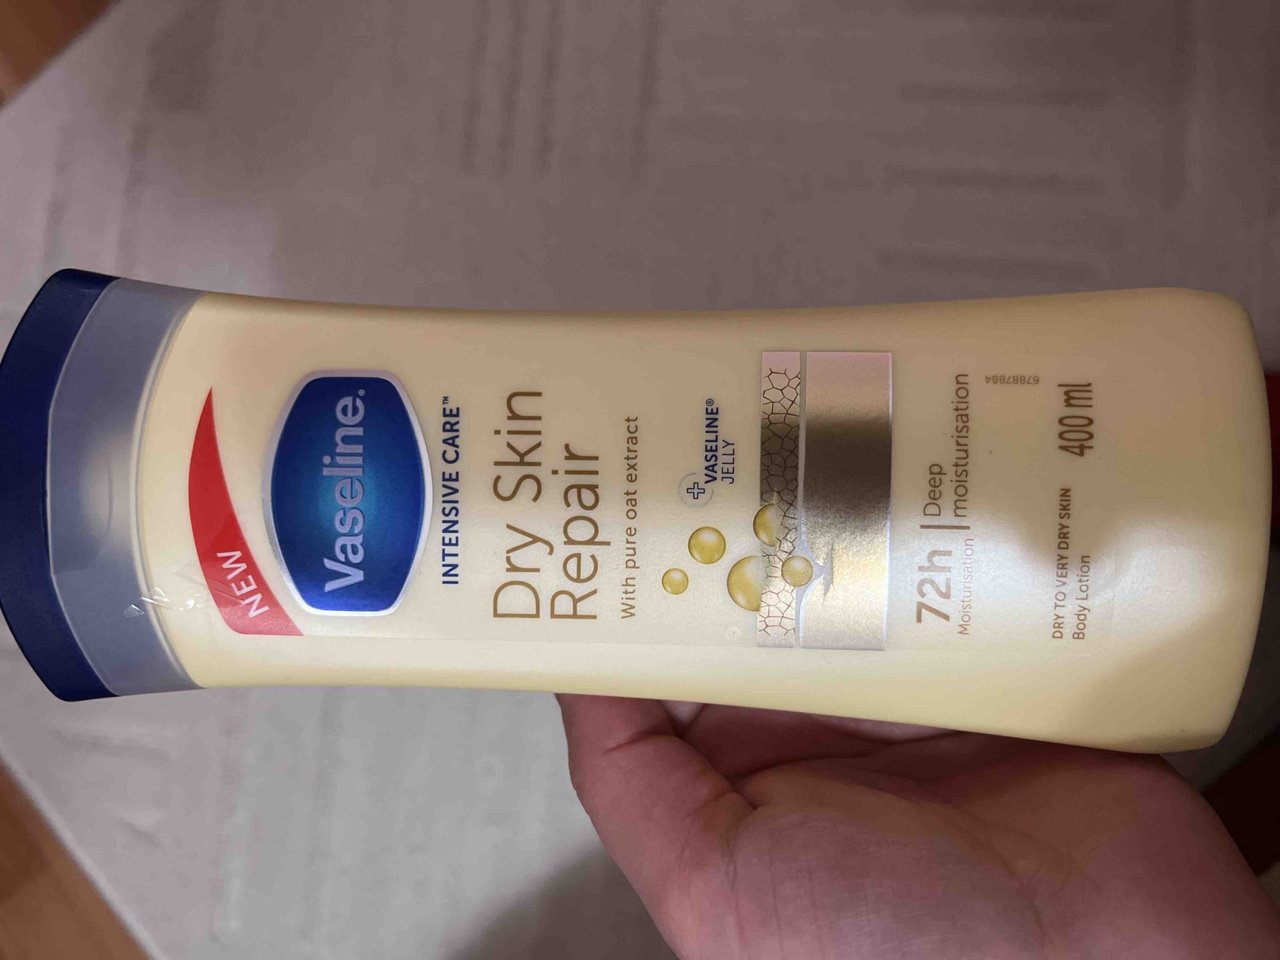 NEW
Vaseline®
INTENSIVE CARE™
Dry Skin
Repair
With pure oat extract
+ VASELINE®
JELLY
72h
Moisturisation
Deep
moisturisation
67887884
DRY TO VERY DRY SKIN
Body Lotion
400 ml